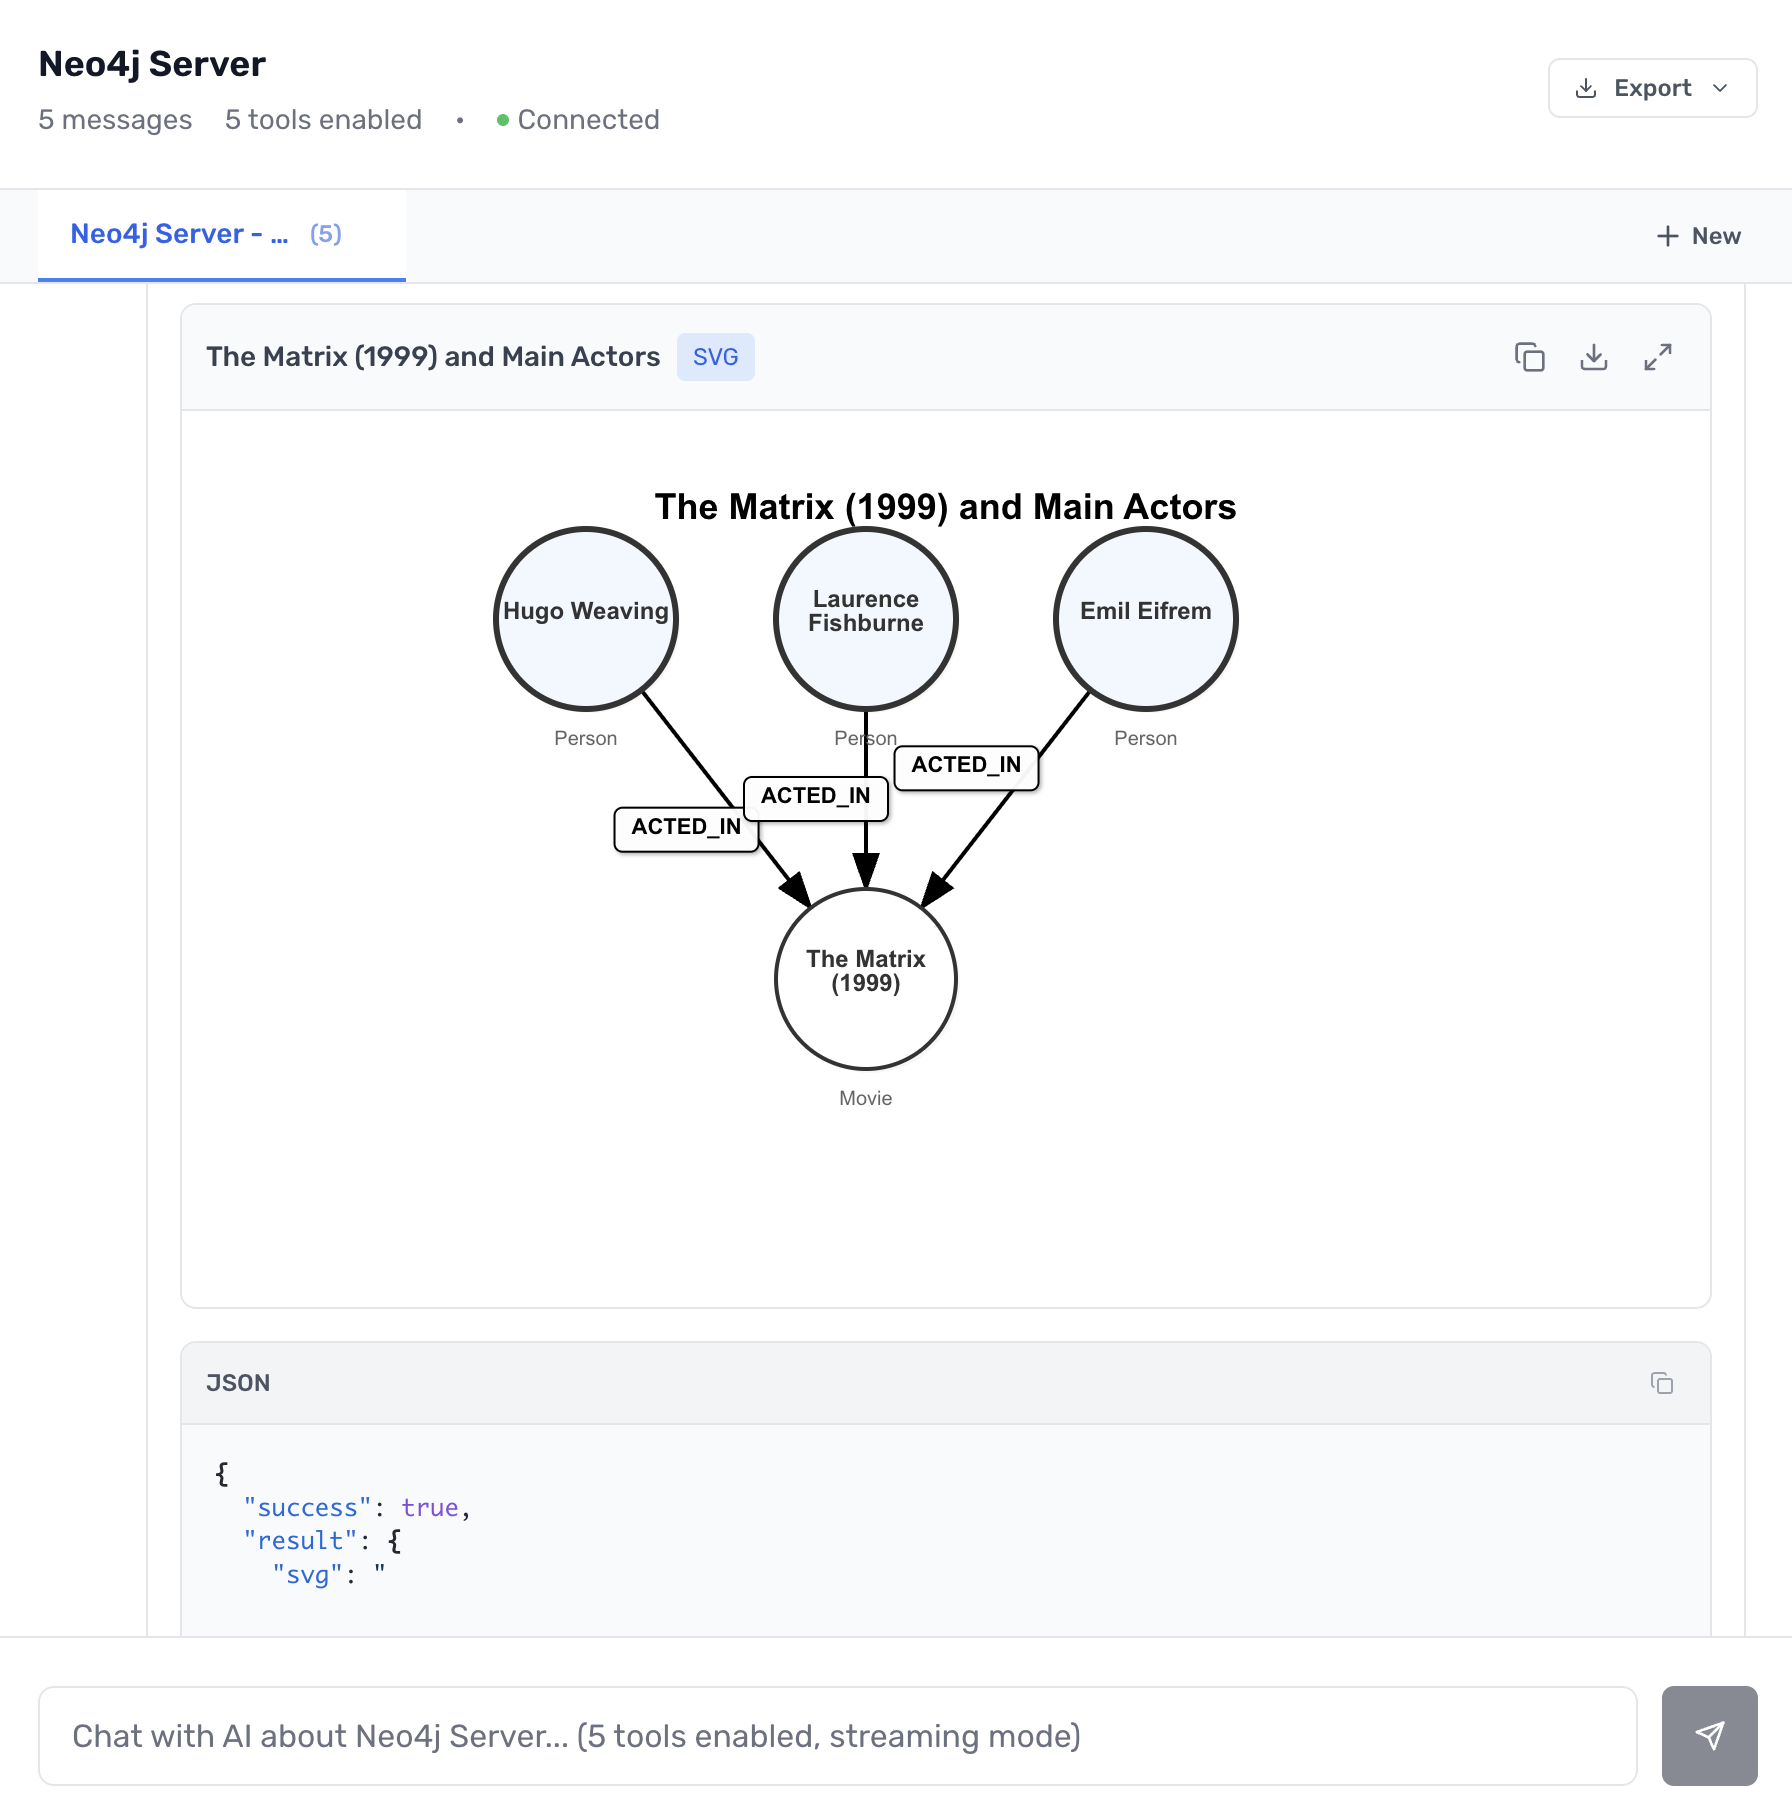 Neo4j Server
5 messages 5 tools enabled • Connected
Export
Neo4j Server - ... (5)
New
The Matrix (1999) and Main Actors SVG
The Matrix (1999) and Main Actors
Hugo Weaving
Laurence
Fishburne
Emil Eifrem
Person
Person
Person
ACTED_IN
ACTED_IN
ACTED_IN
The Matrix
(1999)
Movie
JSON
{
"success": true,
"result": {
"svg": "
Chat with AI about Neo4j Server... (5 tools enabled, streaming mode)